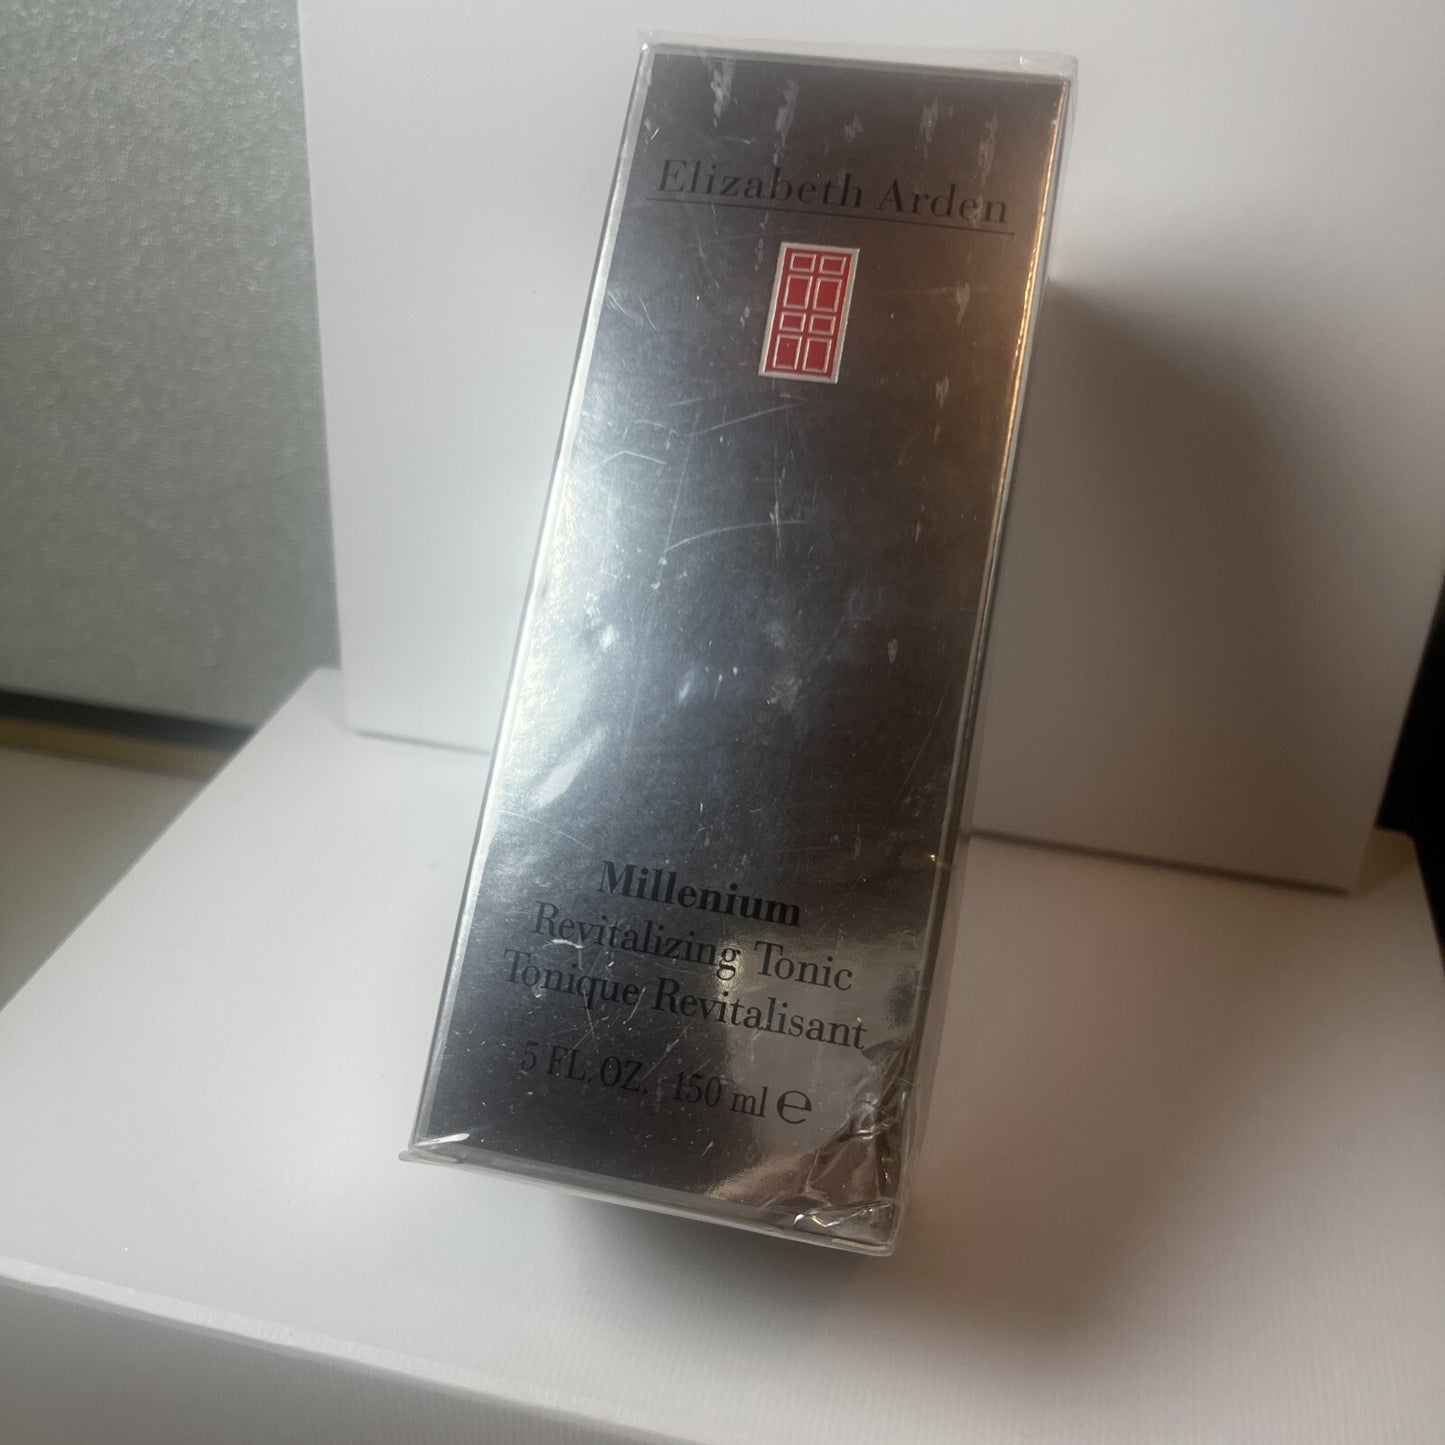 Elizabeth Arden
Millenium
Revitalizing Tonic
Tonique Revitalisant
5 FL. OZ. 150 ml ℮